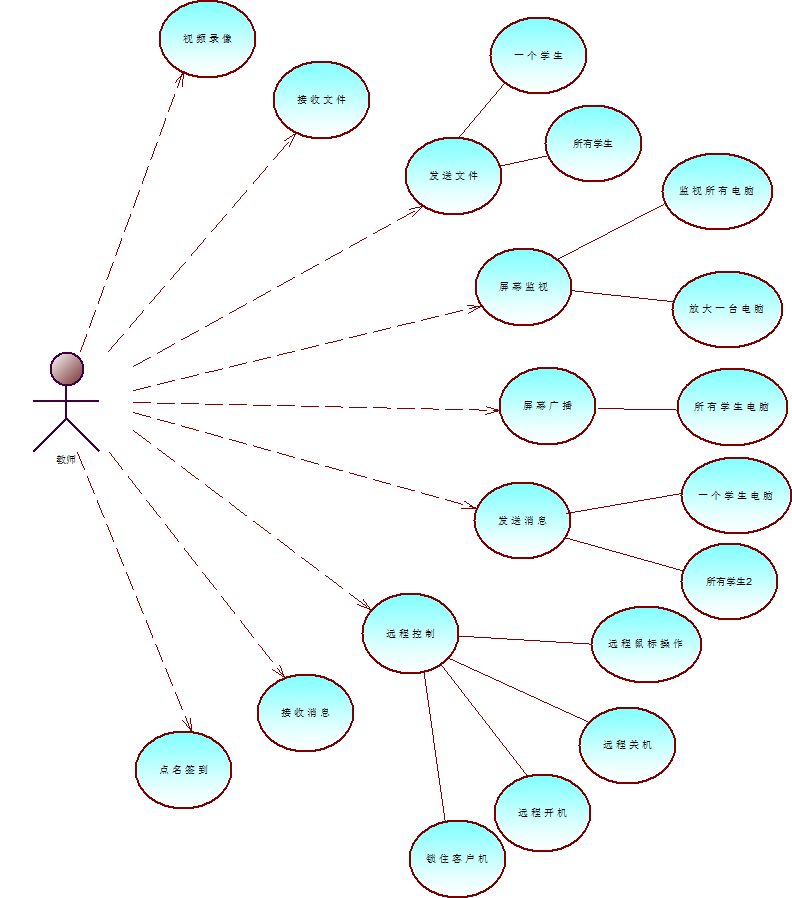 视频录像
一个学生
接收文件
所有学生
发送文件
监视所有电脑
屏幕监视
放大一台电脑
屏幕广播
所有学生电脑
教师
一个学生电脑
发送消息
所有学生2
远程控制
远程鼠标操作
接收消息
远程关机
点名签到
远程开机
锁住客户机